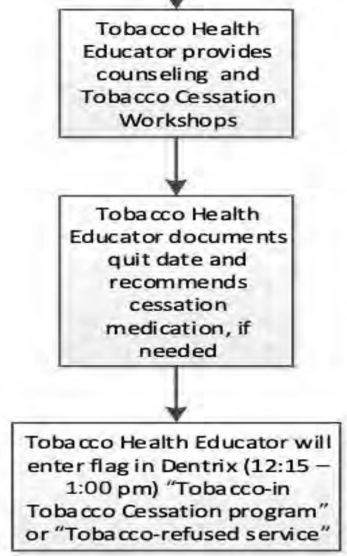 Tobacco Health
Educator provides
counseling and
Tobacco Cessation
Workshops
Tobacco Health
Educator documents
quit date and
recommends
cessation
medication, if
needed
Tobacco Health Educator will
enter flag in Dentrix (12:15 –
1:00 pm) “Tobacco-in
Tobacco Cessation program”
or “Tobacco-refused service”